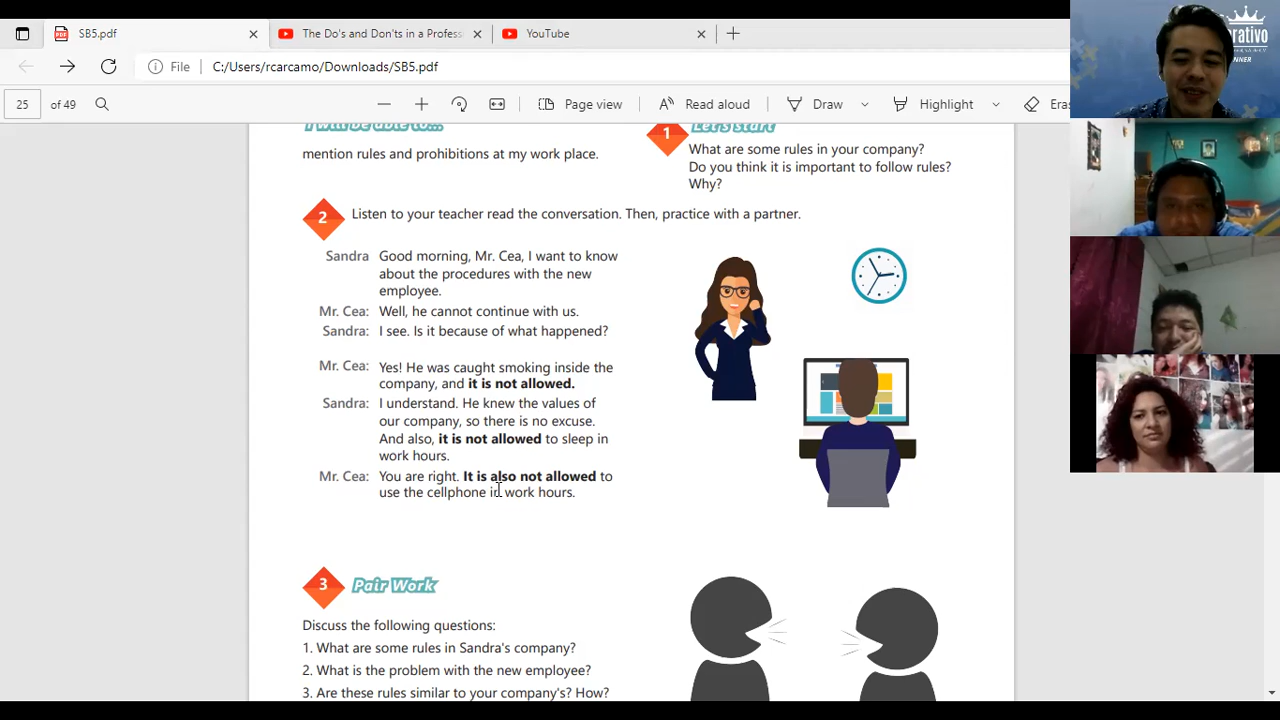 SB5.pdf
The Do's and Don'ts in a Profess
YouTube
File
C:/Users/rcarcamo/Downloads/SB5.pdf
25
of 49
Page view
Read aloud
Draw
Highlight
Eras
orativo
NNER
I will be able to...
mention rules and prohibitions at my work place.
1
Let's Start
What are some rules in your company?
Do you think it is important to follow rules?
Why?
2
Listen to your teacher read the conversation. Then, practice with a partner.
Sandra Good morning, Mr. Cea, I want to know
about the procedures with the new
employee.
Mr. Cea: Well, he cannot continue with us.
Sandra: I see. Is it because of what happened?
Mr. Cea: Yes! He was caught smoking inside the
company, and it is not allowed.
Sandra: I understand. He knew the values of
our company, so there is no excuse.
And also, it is not allowed to sleep in
work hours.
Mr. Cea: You are right. It is also not allowed to
use the cellphone in work hours.
3
Pair Work
Discuss the following questions:
1. What are some rules in Sandra's company?
2. What is the problem with the new employee?
3. Are these rules similar to your company's? How?